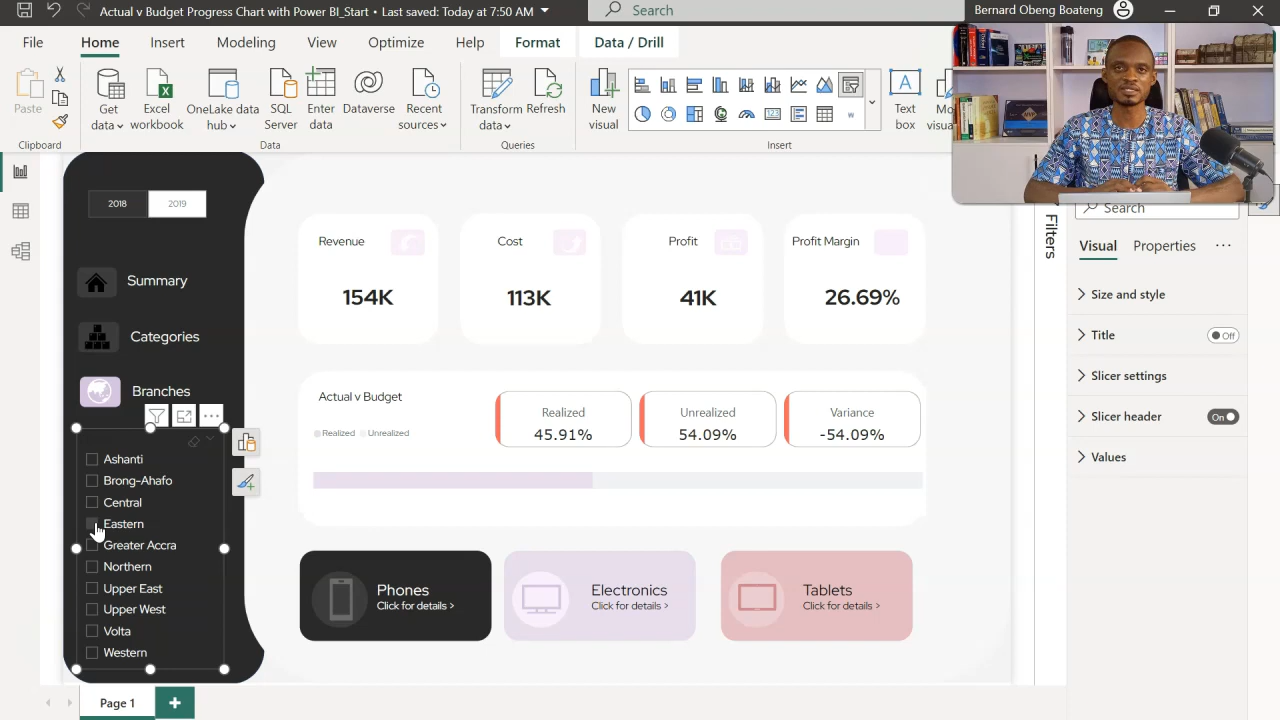 Actual v Budget Progress Chart with Power BI_Start • Last saved: Today at 7:50 AM
Search
Bernard Obeng Boateng
File
Home
Insert
Modeling
View
Optimize
Help
Format
Data / Drill
Paste
Get data
Excel workbook
OneLake data hub
SQL Server
Enter data
Dataverse
Recent sources
Transform data
Refresh
New visual
Text box
Clipboard
Data
Queries
Insert
2018
2019
Summary
Categories
Branches
Ashanti
Brong-Ahafo
Central
Eastern
Greater Accra
Northern
Upper East
Upper West
Volta
Western
Revenue
154K
Cost
113K
Profit
41K
Profit Margin
26.69%
Actual v Budget
Realized
Unrealized
Realized
45.91%
Unrealized
54.09%
Variance
-54.09%
Phones
Click for details >
Electronics
Click for details >
Tablets
Click for details >
Filters
Search
Visual
Properties
Size and style
Title
Off
Slicer settings
Slicer header
On
Values
Page 1